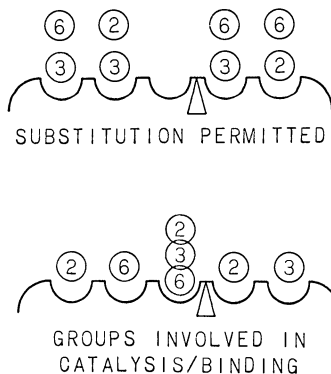 6 2 6 6
3 3 3 2
SUBSTITUTION PERMITTED
2
3
2 6 6 2 3
GROUPS INVOLVED IN
CATALYSIS/BINDING